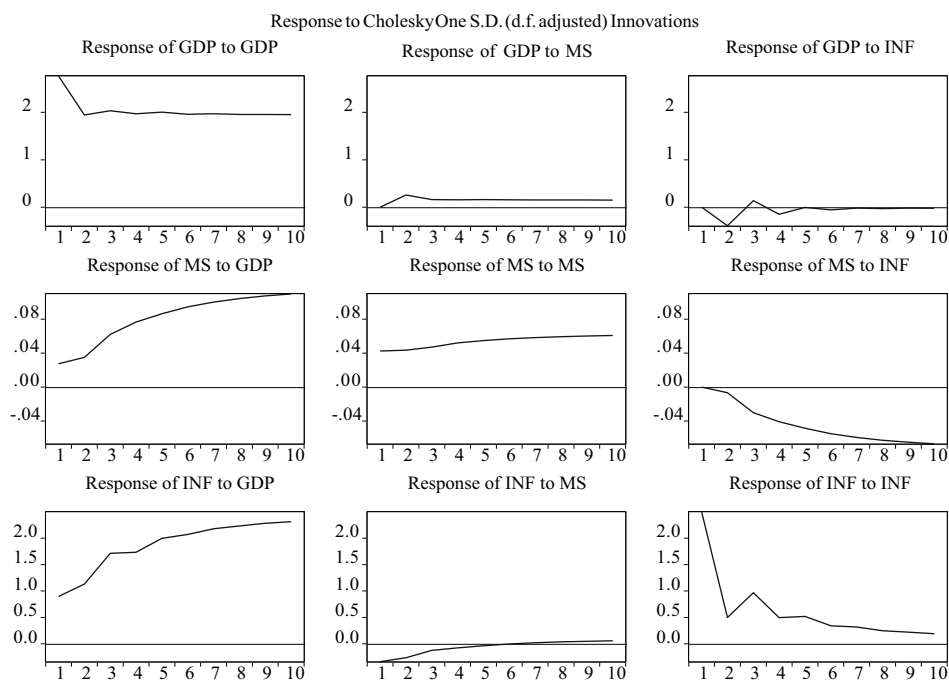 Response to CholeskyOne S.D. (d.f. adjusted) Innovations
Response of GDP to GDP
Response of GDP to MS
Response of GDP to INF
2
1
0
1 2 3 4 5 6 7 8 9 10
2
1
0
1 2 3 4 5 6 7 8 9 10
2
1
0
1 2 3 4 5 6 7 8 9 10
Response of MS to GDP
Response of MS to MS
Response of MS to INF
.08
.04
.00
-.04
1 2 3 4 5 6 7 8 9 10
.08
.04
.00
-.04
1 2 3 4 5 6 7 8 9 10
.08
.04
.00
-.04
1 2 3 4 5 6 7 8 9 10
Response of INF to GDP
Response of INF to MS
Response of INF to INF
2.0
1.5
1.0
0.5
0.0
1 2 3 4 5 6 7 8 9 10
2.0
1.5
1.0
0.5
0.0
1 2 3 4 5 6 7 8 9 10
2.0
1.5
1.0
0.5
0.0
1 2 3 4 5 6 7 8 9 10